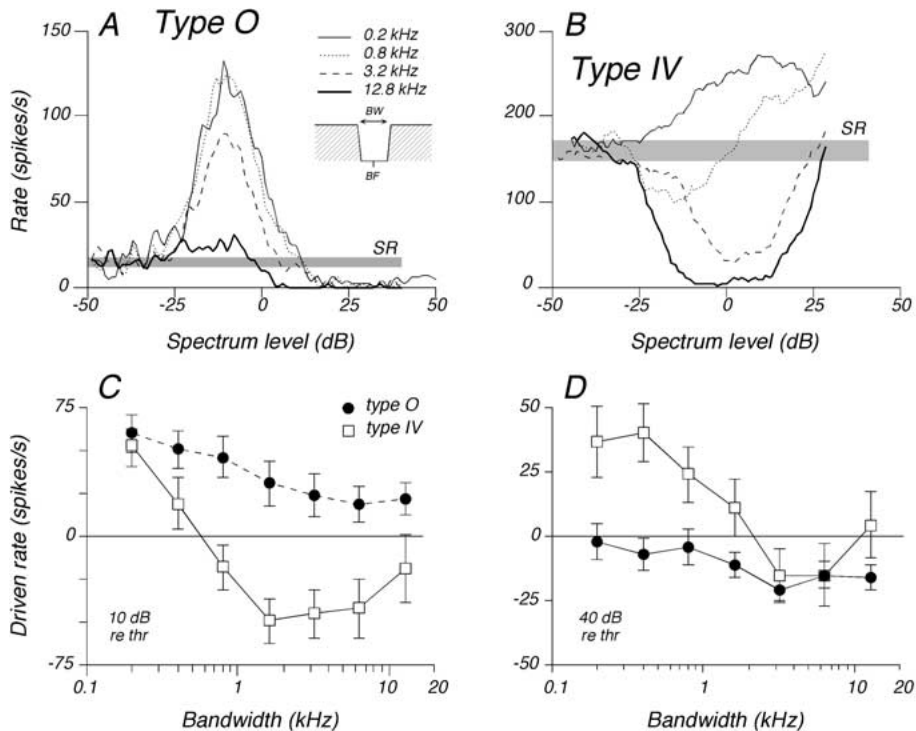 A Type O
150
100
50
0
Rate (spikes/s)
0.2 kHz
0.8 kHz
3.2 kHz
12.8 kHz
BW
BF
SR
-50 -25 0 25 50
Spectrum level (dB)
B
Type IV
300
200
100
0
SR
-50 -25 0 25 50
Spectrum level (dB)
C
75
0
-75
Driven rate (spikes/s)
type O
type IV
10 dB
re thr
0.1 1 10 20
Bandwidth (kHz)
D
50
25
0
-25
-50
40 dB
re thr
0.1 1 10 20
Bandwidth (kHz)